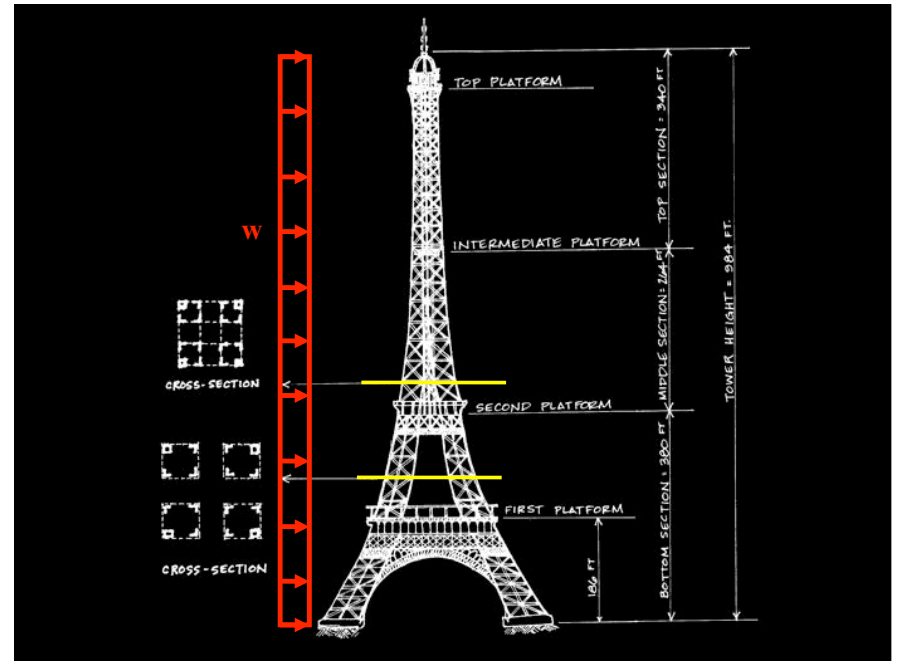 TOP PLATFORM
W
INTERMEDIATE PLATFORM
CROSS-SECTION
SECOND PLATFORM
FIRST PLATFORM
CROSS-SECTION
186 FT
TOP SECTION = 340 FT
MIDDLE SECTION = 264 FT
BOTTOM SECTION = 380 FT
TOWER HEIGHT = 984 FT.